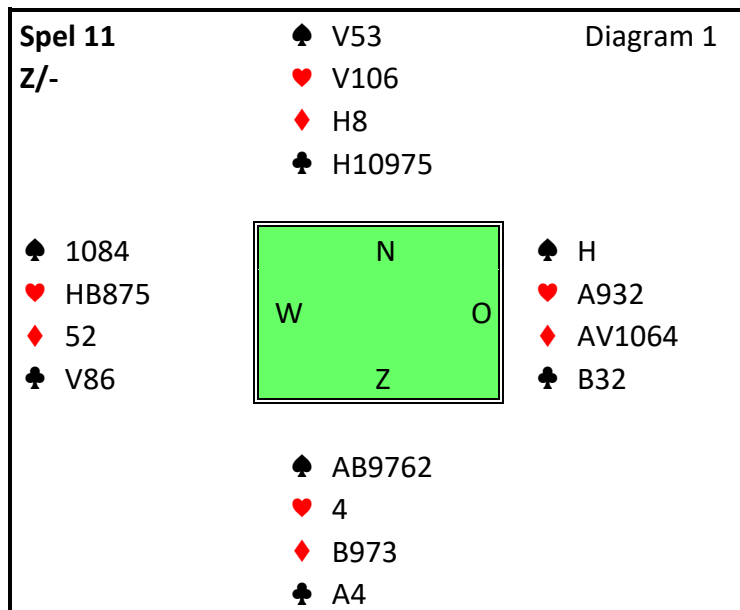 Spel 11 ♠ V53 Diagram 1
Z/- ♥ V106
♦ H8
♣ H10975
♠ 1084 N ♠ H
♥ HB875 ♥ A932
W O
♦ 52 ♦ AV1064
♣ V86 Z ♣ B32
♠ AB9762
♥ 4
♦ B973
♣ A4